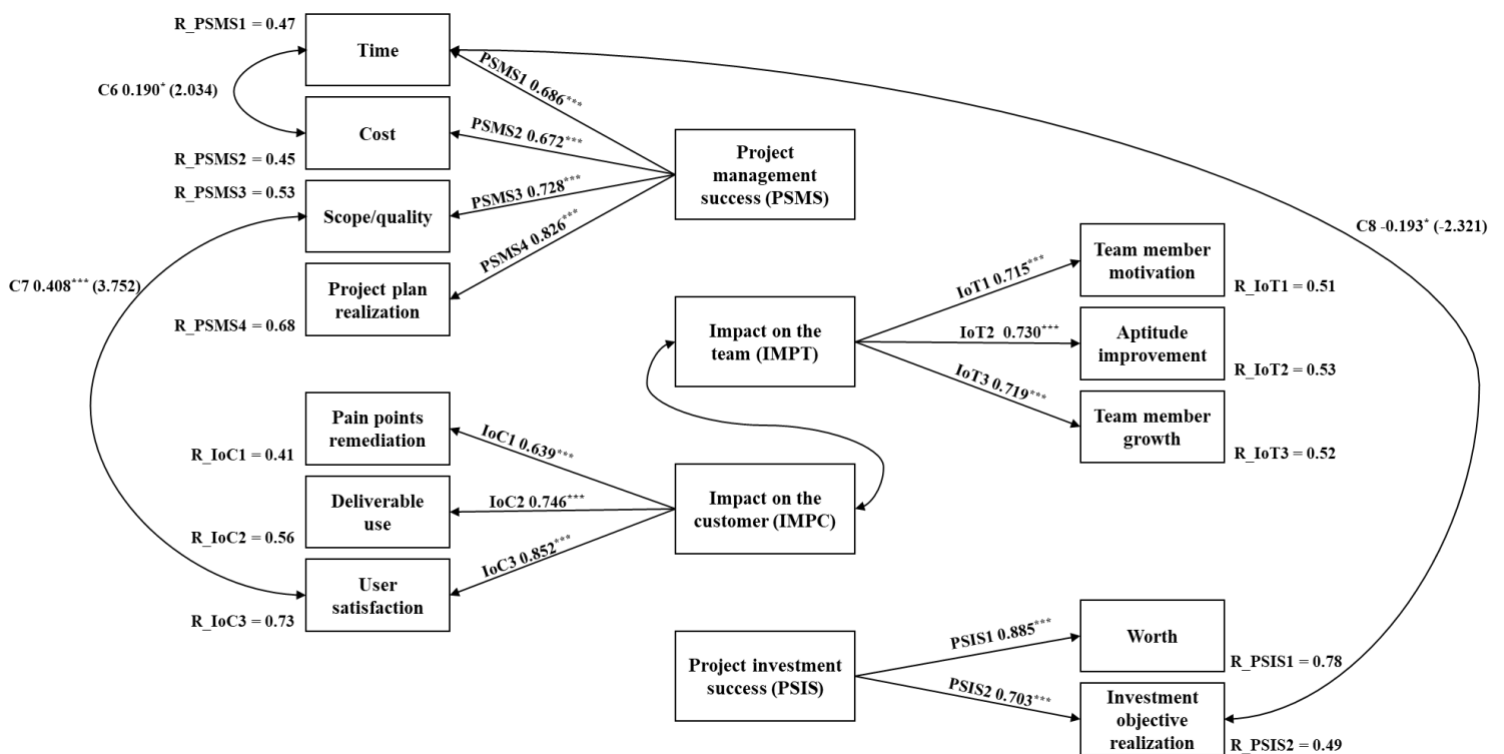 R_PSMS1 = 0.47
Time
C6 0.190* (2.034)
Cost
R_PSMS2 = 0.45
R_PSMS3 = 0.53
Scope/quality
C7 0.408*** (3.752)
Project plan
realization
R_PSMS4 = 0.68
PSMS1 0.686***
PSMS2 0.672***
PSMS3 0.728***
PSMS4 0.826***
Project
management
success (PSMS)
C8 -0.193* (-2.321)
Impact on the
team (IMPT)
IoT1 0.715***
IoT2 0.730***
IoT3 0.719***
Team member
motivation
R_IoT1 = 0.51
Aptitude
improvement
R_IoT2 = 0.53
Team member
growth
R_IoT3 = 0.52
Pain points
remediation
R_IoC1 = 0.41
Deliverable
use
R_IoC2 = 0.56
User
satisfaction
R_IoC3 = 0.73
IoC1 0.639***
IoC2 0.746***
IoC3 0.852***
Impact on the
customer (IMPC)
Project investment
success (PSIS)
PSIS1 0.885***
PSIS2 0.703***
Worth
R_PSIS1 = 0.78
Investment
objective
realization
R_PSIS2 = 0.49